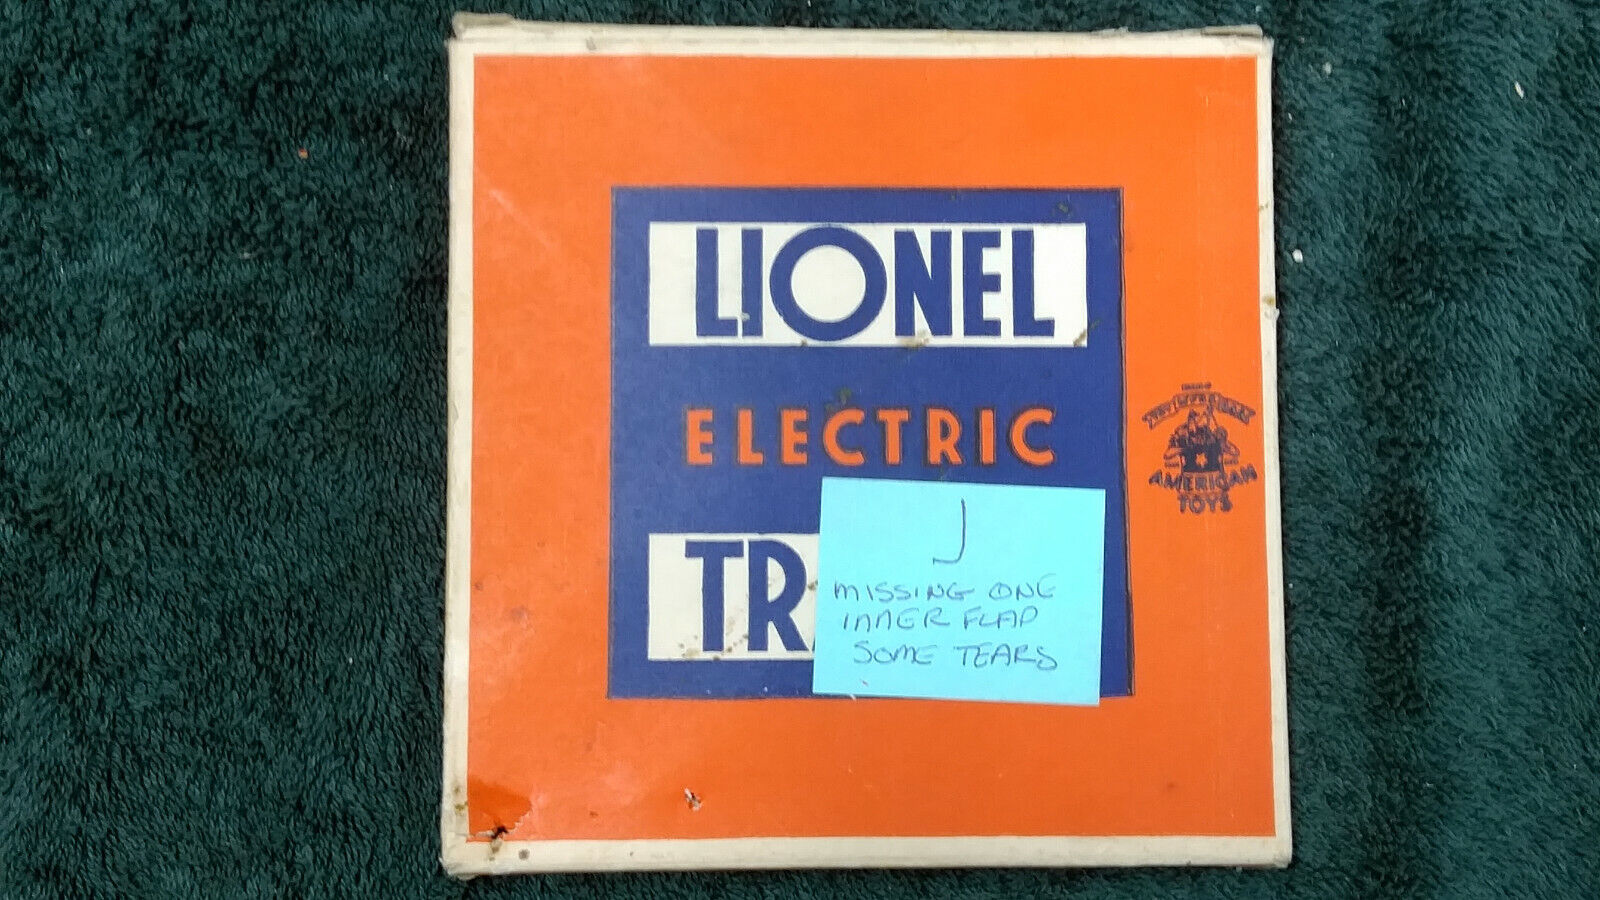 LIONEL
ELECTRIC
TR
J
MISSING ONE
INNER FLAP
SOME TEARS
AMERICAN
TOYS